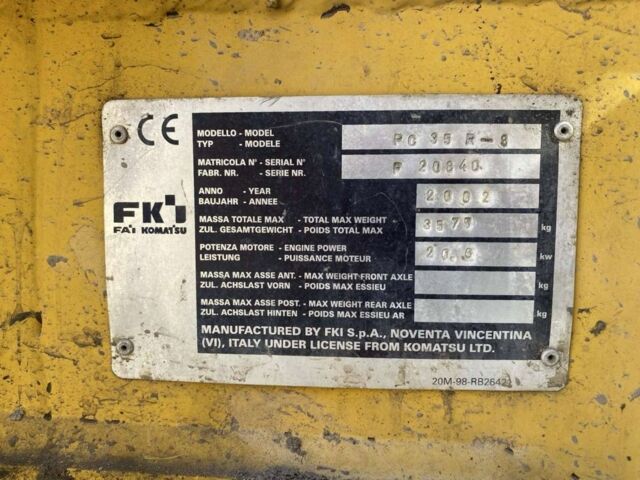 CE
MODELLO - MODEL PC 35 R-8
TYP - MODELE
MATRICOLA N° - SERIAL N° F 20840
FABR. NR. - SERIE NR.
ANNO - YEAR 2002
BAUJAHR - ANNEE
FKI
FAI KOMATSU
MASSA TOTALE MAX - TOTAL MAX WEIGHT kg
ZUL. GESAMTGEWICHT - POIDS TOTAL MAX
POTENZA MOTORE - ENGINE POWER kw
LEISTUNG - PUISSANCE MOTEUR
MASSA MAX ASSE ANT. - MAX WEIGHT FRONT AXLE kg
ZUL. ACHSLAST VORN - POIDS MAX ESSIEU
MASSA MAX ASSE POST. - MAX WEIGHT REAR AXLE kg
ZUL. ACHSLAST HINTEN - POIDS MAX ESSIEU AR
MANUFACTURED BY FKI S.p.A., NOVENTA VINCENTINA
(VI), ITALY UNDER LICENSE FROM KOMATSU LTD.